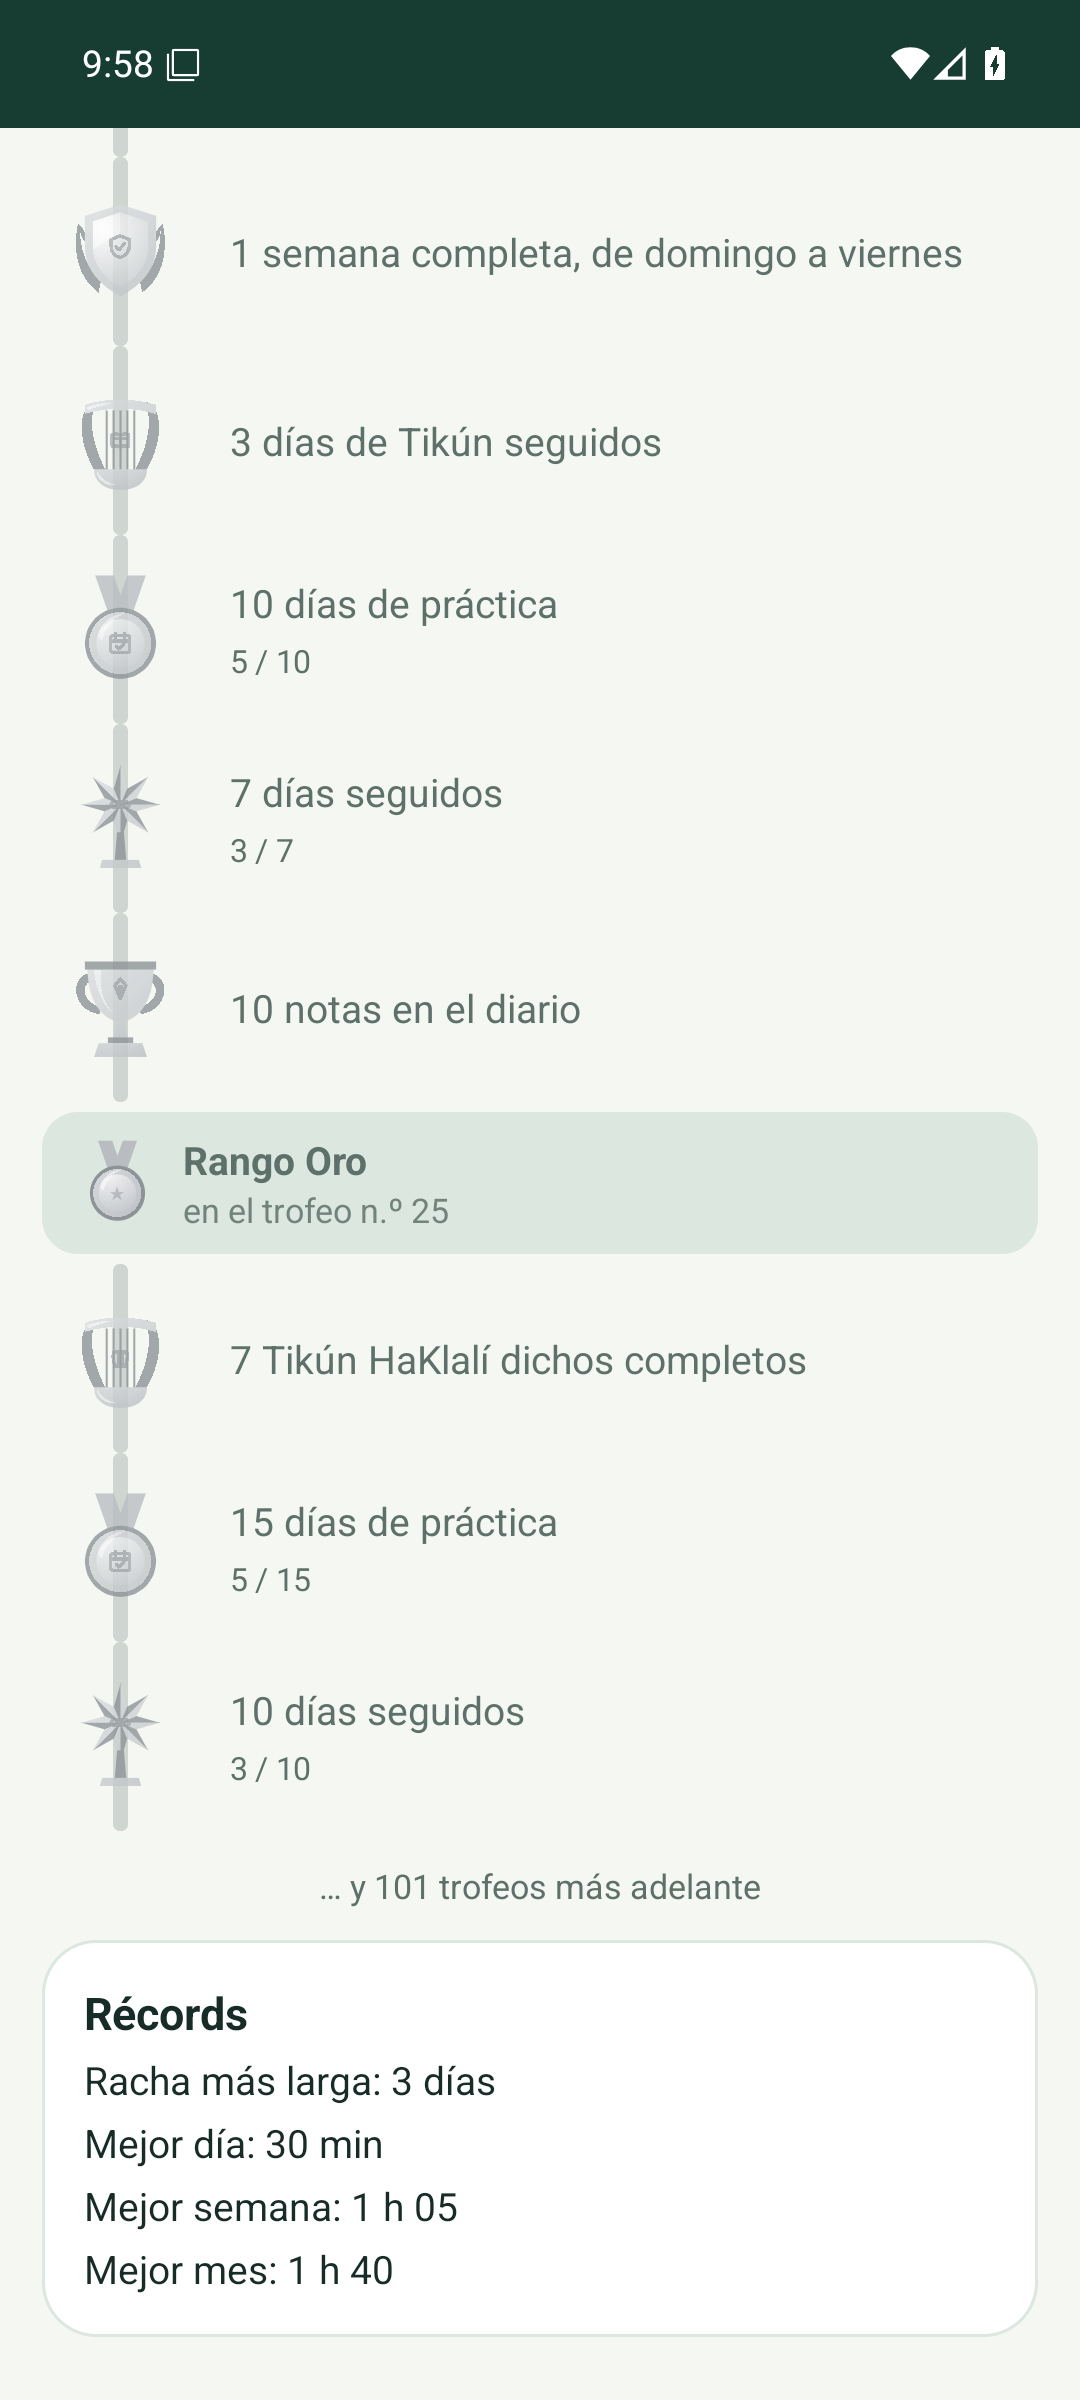 9:58
1 semana completa, de domingo a viernes
3 días de Tikún seguidos
10 días de práctica
5 / 10
7 días seguidos
3 / 7
10 notas en el diario
Rango Oro
en el trofeo n.º 25
7 Tikún HaKlalí dichos completos
15 días de práctica
5 / 15
10 días seguidos
3 / 10
… y 101 trofeos más adelante
Récords
Racha más larga: 3 días
Mejor día: 30 min
Mejor semana: 1 h 05
Mejor mes: 1 h 40